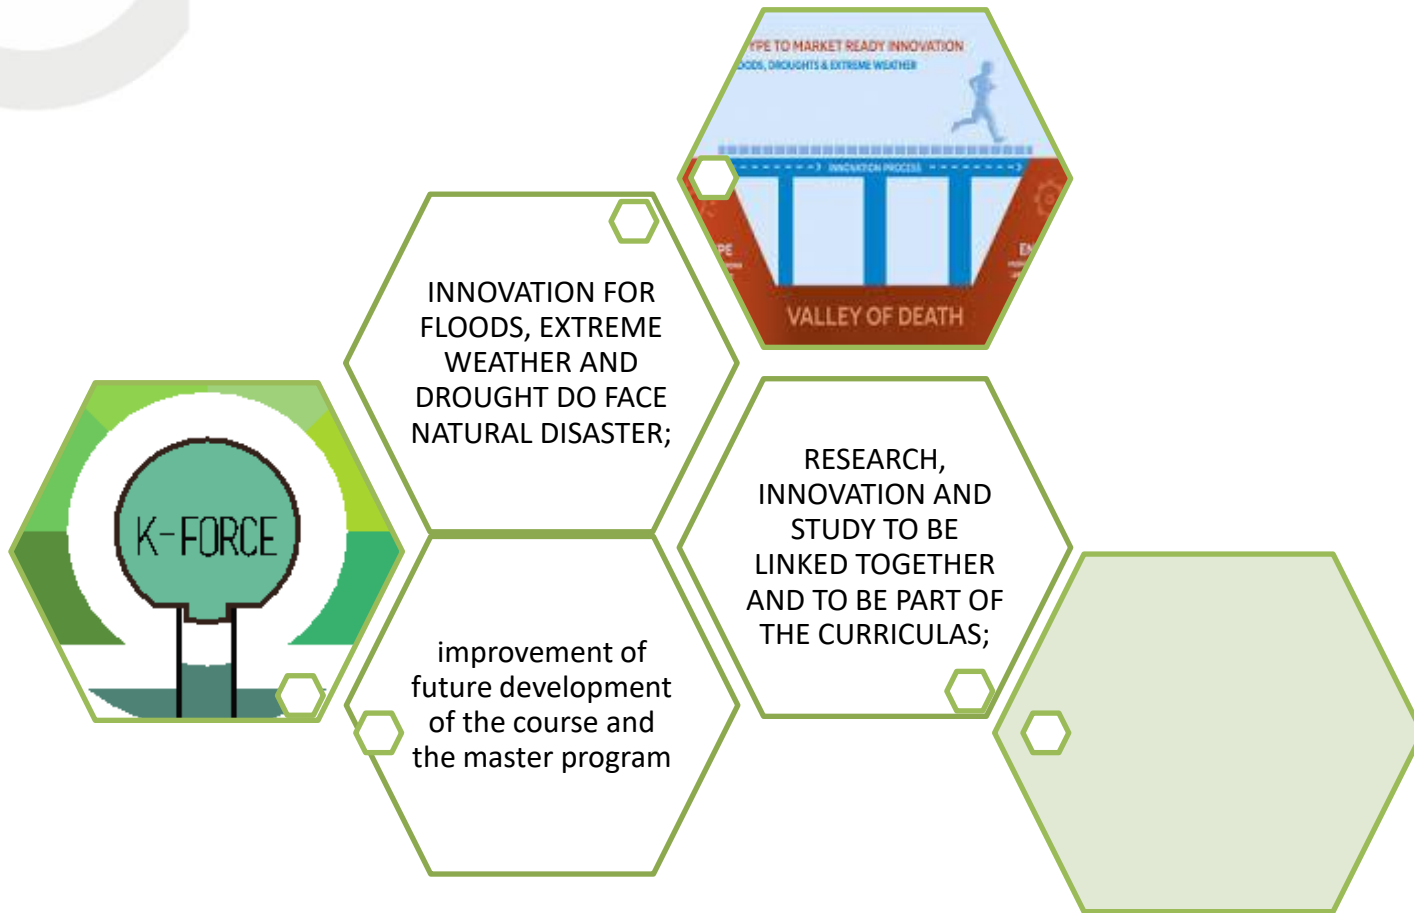 YPE TO MARKET READY INNOVATION
OODS, DROUGHTS & EXTREME WEATHER
INNOVATION PROCESS
PE
EN
VALLEY OF DEATH
INNOVATION FOR
FLOODS, EXTREME
WEATHER AND
DROUGHT DO FACE
NATURAL DISASTER;
RESEARCH,
INNOVATION AND
STUDY TO BE
LINKED TOGETHER
AND TO BE PART OF
THE CURRICULAS;
K-FORCE
improvement of
future development
of the course and
the master program